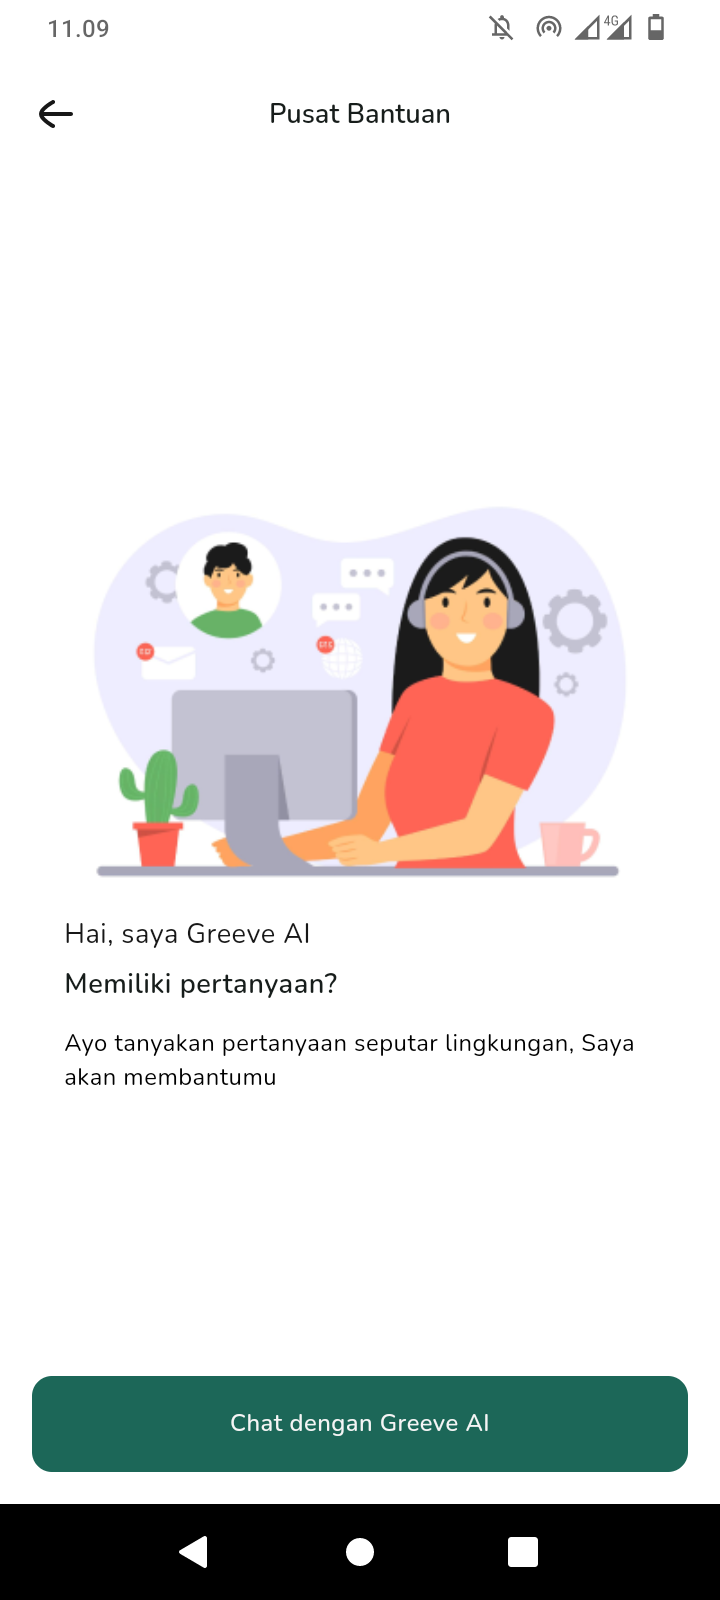 11.09
4G
Pusat Bantuan
Hai, saya Greeve AI
Memiliki pertanyaan?
Ayo tanyakan pertanyaan seputar lingkungan, Saya
akan membantumu
Chat dengan Greeve AI